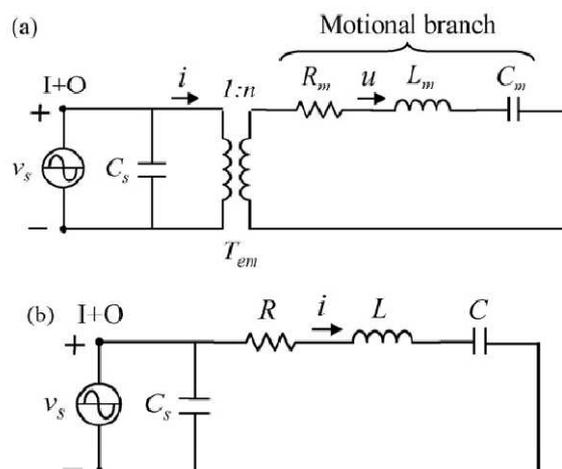 (a)
Motional branch
I+O
i
1:n
R_m
u
L_m
C_m
+
v_s
C_s
−
T_em
(b)
I+O
R
i
L
C
+
v_s
C_s
−